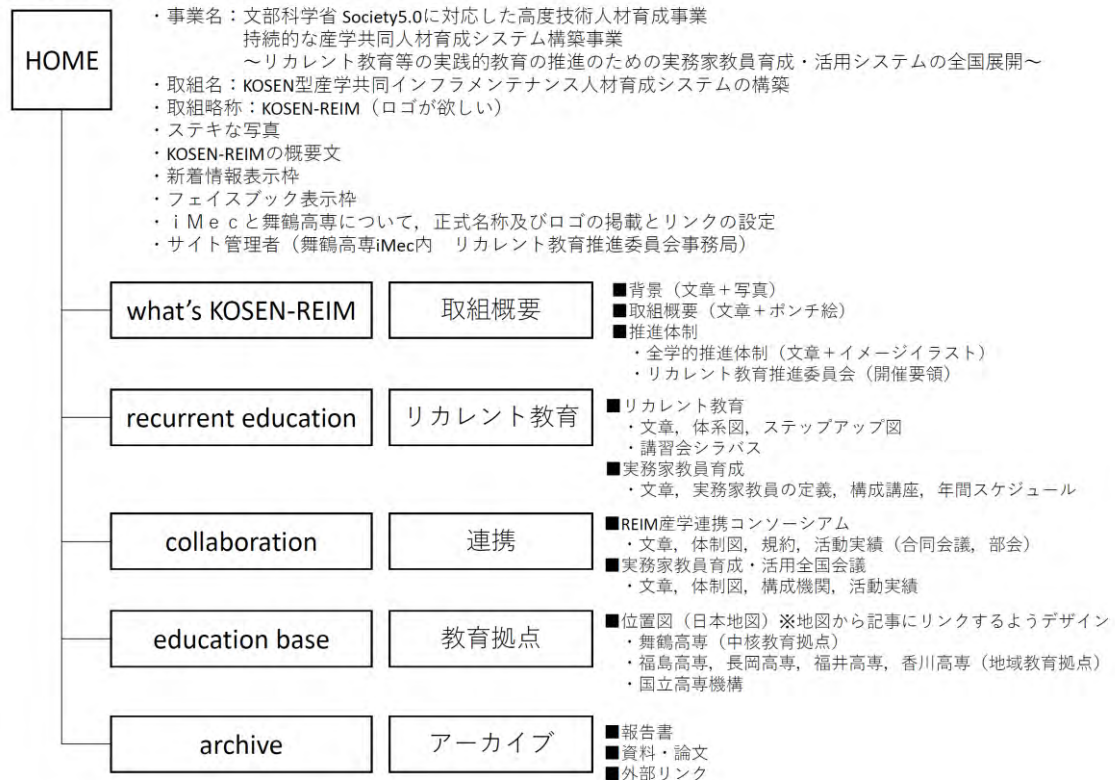 HOME
・事業名：文部科学省 Society5.0に対応した高度技術人材育成事業
持続的な産学共同人材育成システム構築事業
～リカレント教育等の実践的教育の推進のための実務家教員育成・活用システムの全国展開～
・取組名：KOSEN型産学共同インフラメンテナンス人材育成システムの構築
・取組略称：KOSEN-REIM（ロゴが欲しい）
・ステキな写真
・KOSEN-REIMの概要文
・新着情報表示枠
・フェイスブック表示枠
・ｉＭｅｃと舞鶴高専について，正式名称及びロゴの掲載とリンクの設定
・サイト管理者（舞鶴高専iMec内　リカレント教育推進委員会事務局）
what's KOSEN-REIM
取組概要
■背景（文章＋写真）
■取組概要（文章＋ポンチ絵）
■推進体制
・全学的推進体制（文章＋イメージイラスト）
・リカレント教育推進委員会（開催要領）
recurrent education
リカレント教育
■リカレント教育
・文章，体系図，ステップアップ図
・講習会シラバス
■実務家教員育成
・文章，実務家教員の定義，構成講座，年間スケジュール
collaboration
連携
■REIM産学連携コンソーシアム
・文章，体制図，規約，活動実績（合同会議，部会）
■実務家教員育成・活用全国会議
・文章，体制図，構成機関，活動実績
education base
教育拠点
■位置図（日本地図）※地図から記事にリンクするようデザイン
・舞鶴高専（中核教育拠点）
・福島高専，長岡高専，福井高専，香川高専（地域教育拠点）
・国立高専機構
archive
アーカイブ
■報告書
■資料・論文
■外部リンク